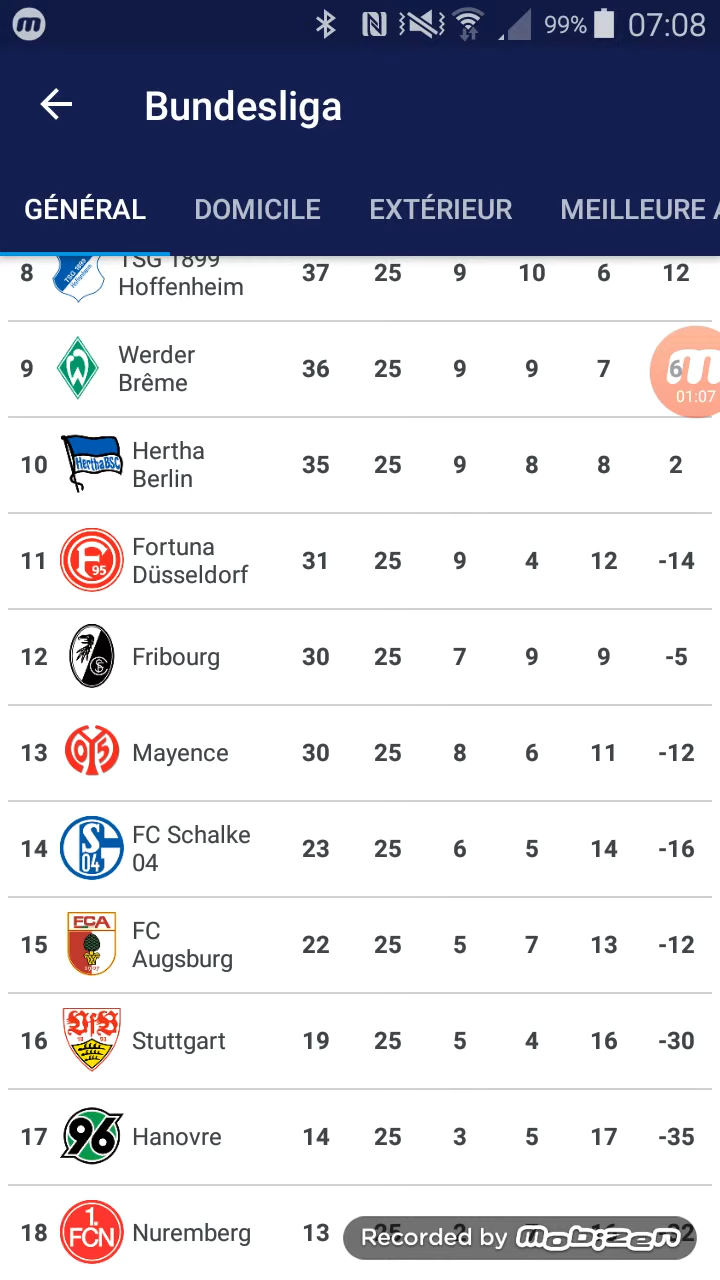 99% 07:08
Bundesliga
GÉNÉRAL DOMICILE EXTÉRIEUR MEILLEURE A
8 TSG 1899 Hoffenheim 37 25 9 10 6 12
9 Werder Brême 36 25 9 9 7 6
01:07
10 Hertha Berlin 35 25 9 8 8 2
11 Fortuna Düsseldorf 31 25 9 4 12 -14
12 Fribourg 30 25 7 9 9 -5
13 Mayence 30 25 8 6 11 -12
14 FC Schalke 04 23 25 6 5 14 -16
15 FC Augsburg 22 25 5 7 13 -12
16 Stuttgart 19 25 5 4 16 -30
17 Hanovre 14 25 3 5 17 -35
18 Nuremberg 13 25
Recorded by mobizen